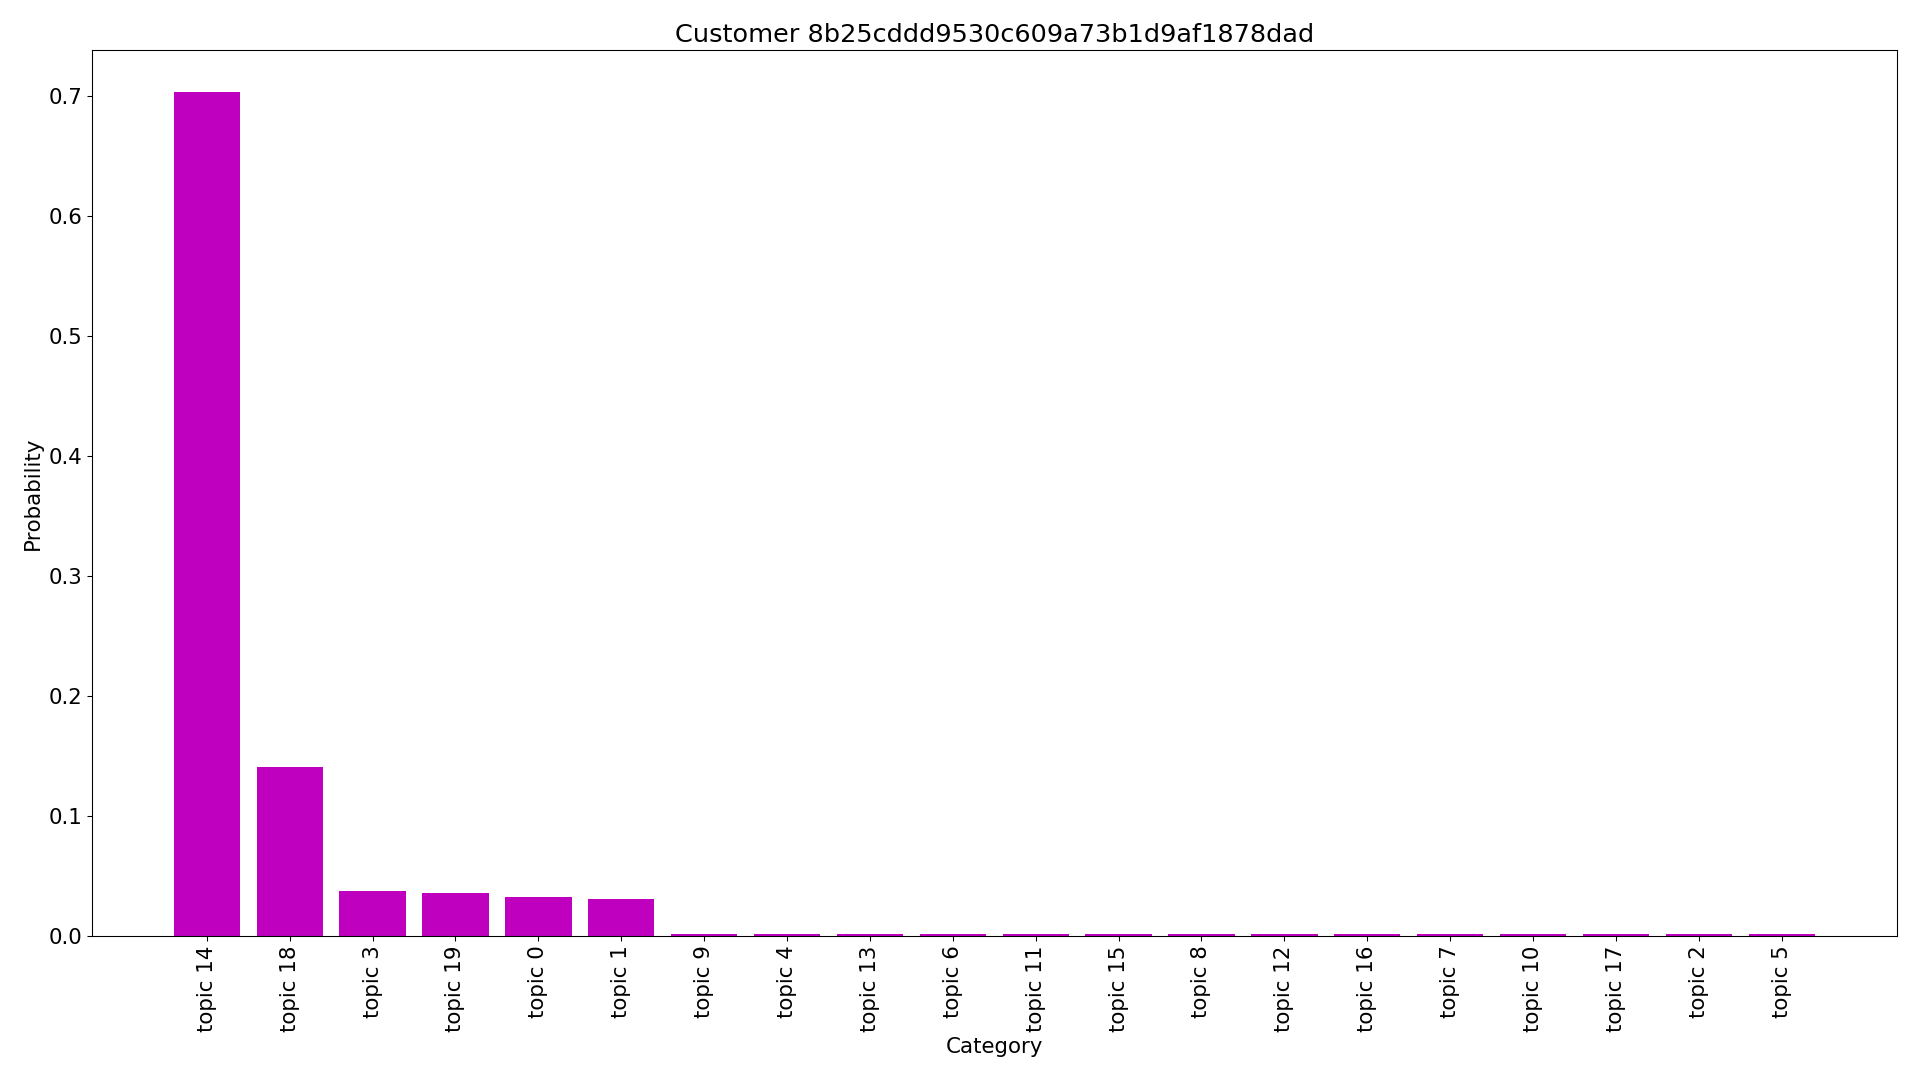 Customer 8b25cddd9530c609a73b1d9af1878dad
Probability
0.7
0.6
0.5
0.4
0.3
0.2
0.1
0.0
topic 14
topic 18
topic 3
topic 19
topic 0
topic 1
topic 9
topic 4
topic 13
topic 6
topic 11
topic 15
topic 8
topic 12
topic 16
topic 7
topic 10
topic 17
topic 2
topic 5
Category